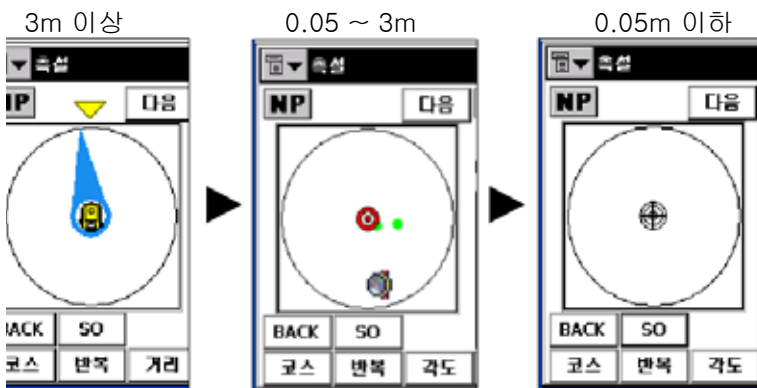 3m 이상
0.05 ~ 3m
0.05m 이하
측설
NP
다음
BACK
SO
코스
반복
거리
측설
NP
다음
BACK
SO
코스
반복
각도
측설
NP
다음
BACK
SO
코스
반복
각도